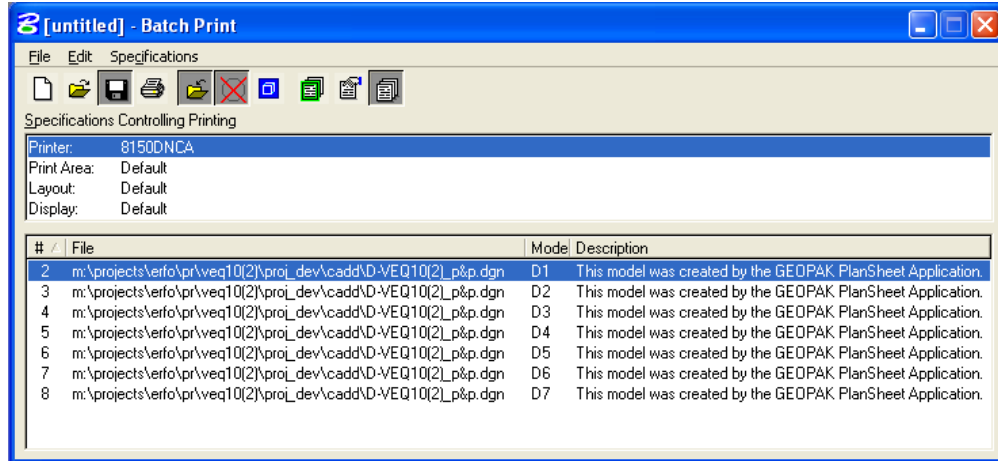 [untitled] - Batch Print
File Edit Specifications
Specifications Controlling Printing
Printer: 8150DNCA
Print Area: Default
Layout: Default
Display: Default
# File Mode Description
2 m:\projects\erfo\pr\veq10(2)\proj_dev\cadd\D-VEQ10(2)_p&p.dgn D1 This model was created by the GEOPAK PlanSheet Application.
3 m:\projects\erfo\pr\veq10(2)\proj_dev\cadd\D-VEQ10(2)_p&p.dgn D2 This model was created by the GEOPAK PlanSheet Application.
4 m:\projects\erfo\pr\veq10(2)\proj_dev\cadd\D-VEQ10(2)_p&p.dgn D3 This model was created by the GEOPAK PlanSheet Application.
5 m:\projects\erfo\pr\veq10(2)\proj_dev\cadd\D-VEQ10(2)_p&p.dgn D4 This model was created by the GEOPAK PlanSheet Application.
6 m:\projects\erfo\pr\veq10(2)\proj_dev\cadd\D-VEQ10(2)_p&p.dgn D5 This model was created by the GEOPAK PlanSheet Application.
7 m:\projects\erfo\pr\veq10(2)\proj_dev\cadd\D-VEQ10(2)_p&p.dgn D6 This model was created by the GEOPAK PlanSheet Application.
8 m:\projects\erfo\pr\veq10(2)\proj_dev\cadd\D-VEQ10(2)_p&p.dgn D7 This model was created by the GEOPAK PlanSheet Application.